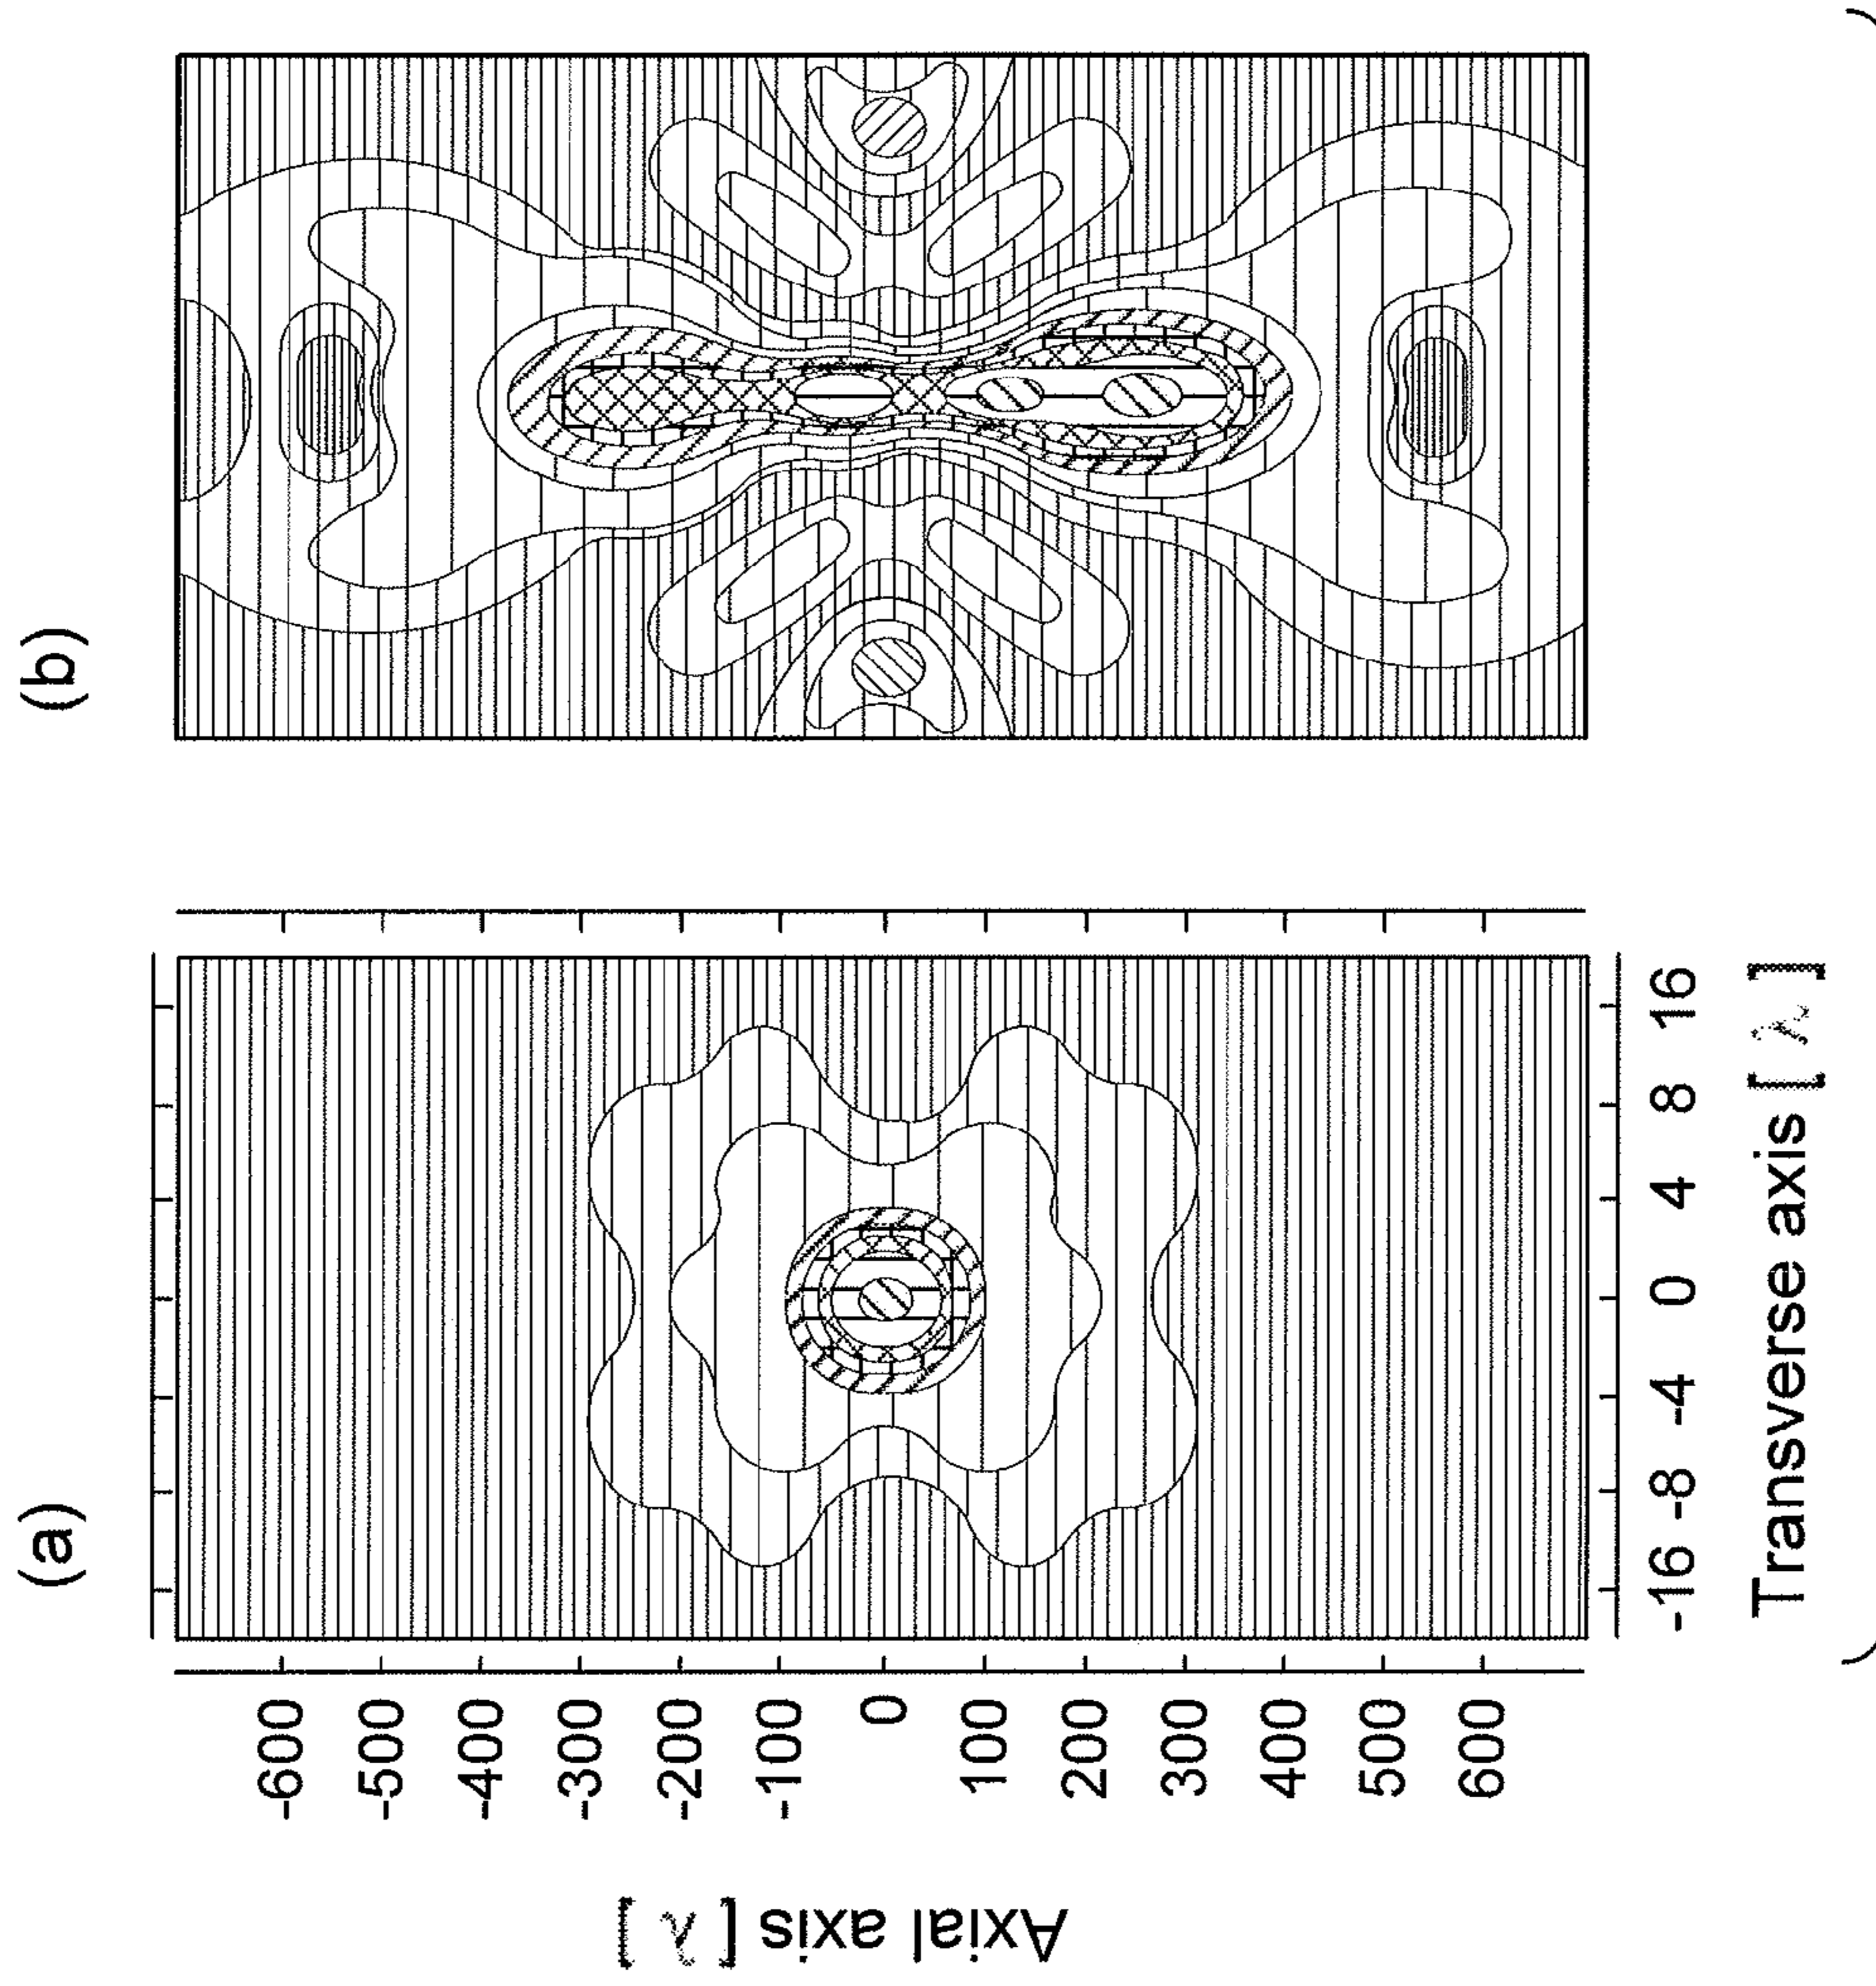 (a)
(b)
Axial axis [ λ ]
-600
-500
-400
-300
-200
-100
0
100
200
300
400
500
600
-16 -8 -4 0 4 8 16
Transverse axis [ λ ]